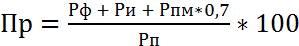 Пр = (Рф + Ри + Рпм*0,7) / Рп * 100